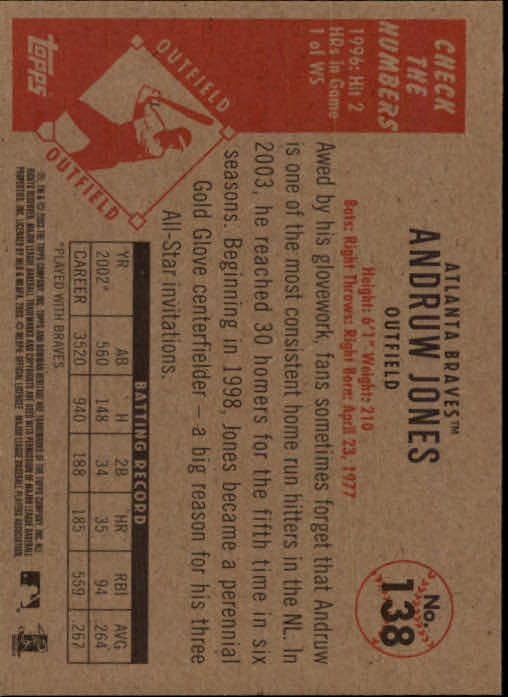 CHECK
THE
NUMBERS
1996: Hit 2
HRs In Game
1 of WS
OUTFIELD
OUTFIELD
TOPPS
ATLANTA BRAVES™
ANDRUW JONES
OUTFIELD
Height: 6'1" Weight: 210
Bats: Right Throws: Right Born: April 23, 1977
No.
138
Awed by his glovework, fans sometimes forget that Andruw
is one of the most consistent home run hitters in the NL. In
2003, he reached 30 homers for the fifth time in six
seasons. Beginning in 1998, Jones became a perennial
Gold Glove centerfielder – a big reason for his three
All-Star invitations.
BATTING RECORD
YR AB H 2B HR RBI AVG
2002* 560 148 34 35 94 .264
CAREER 3520 940 188 185 559 .267
*PLAYED WITH BRAVES